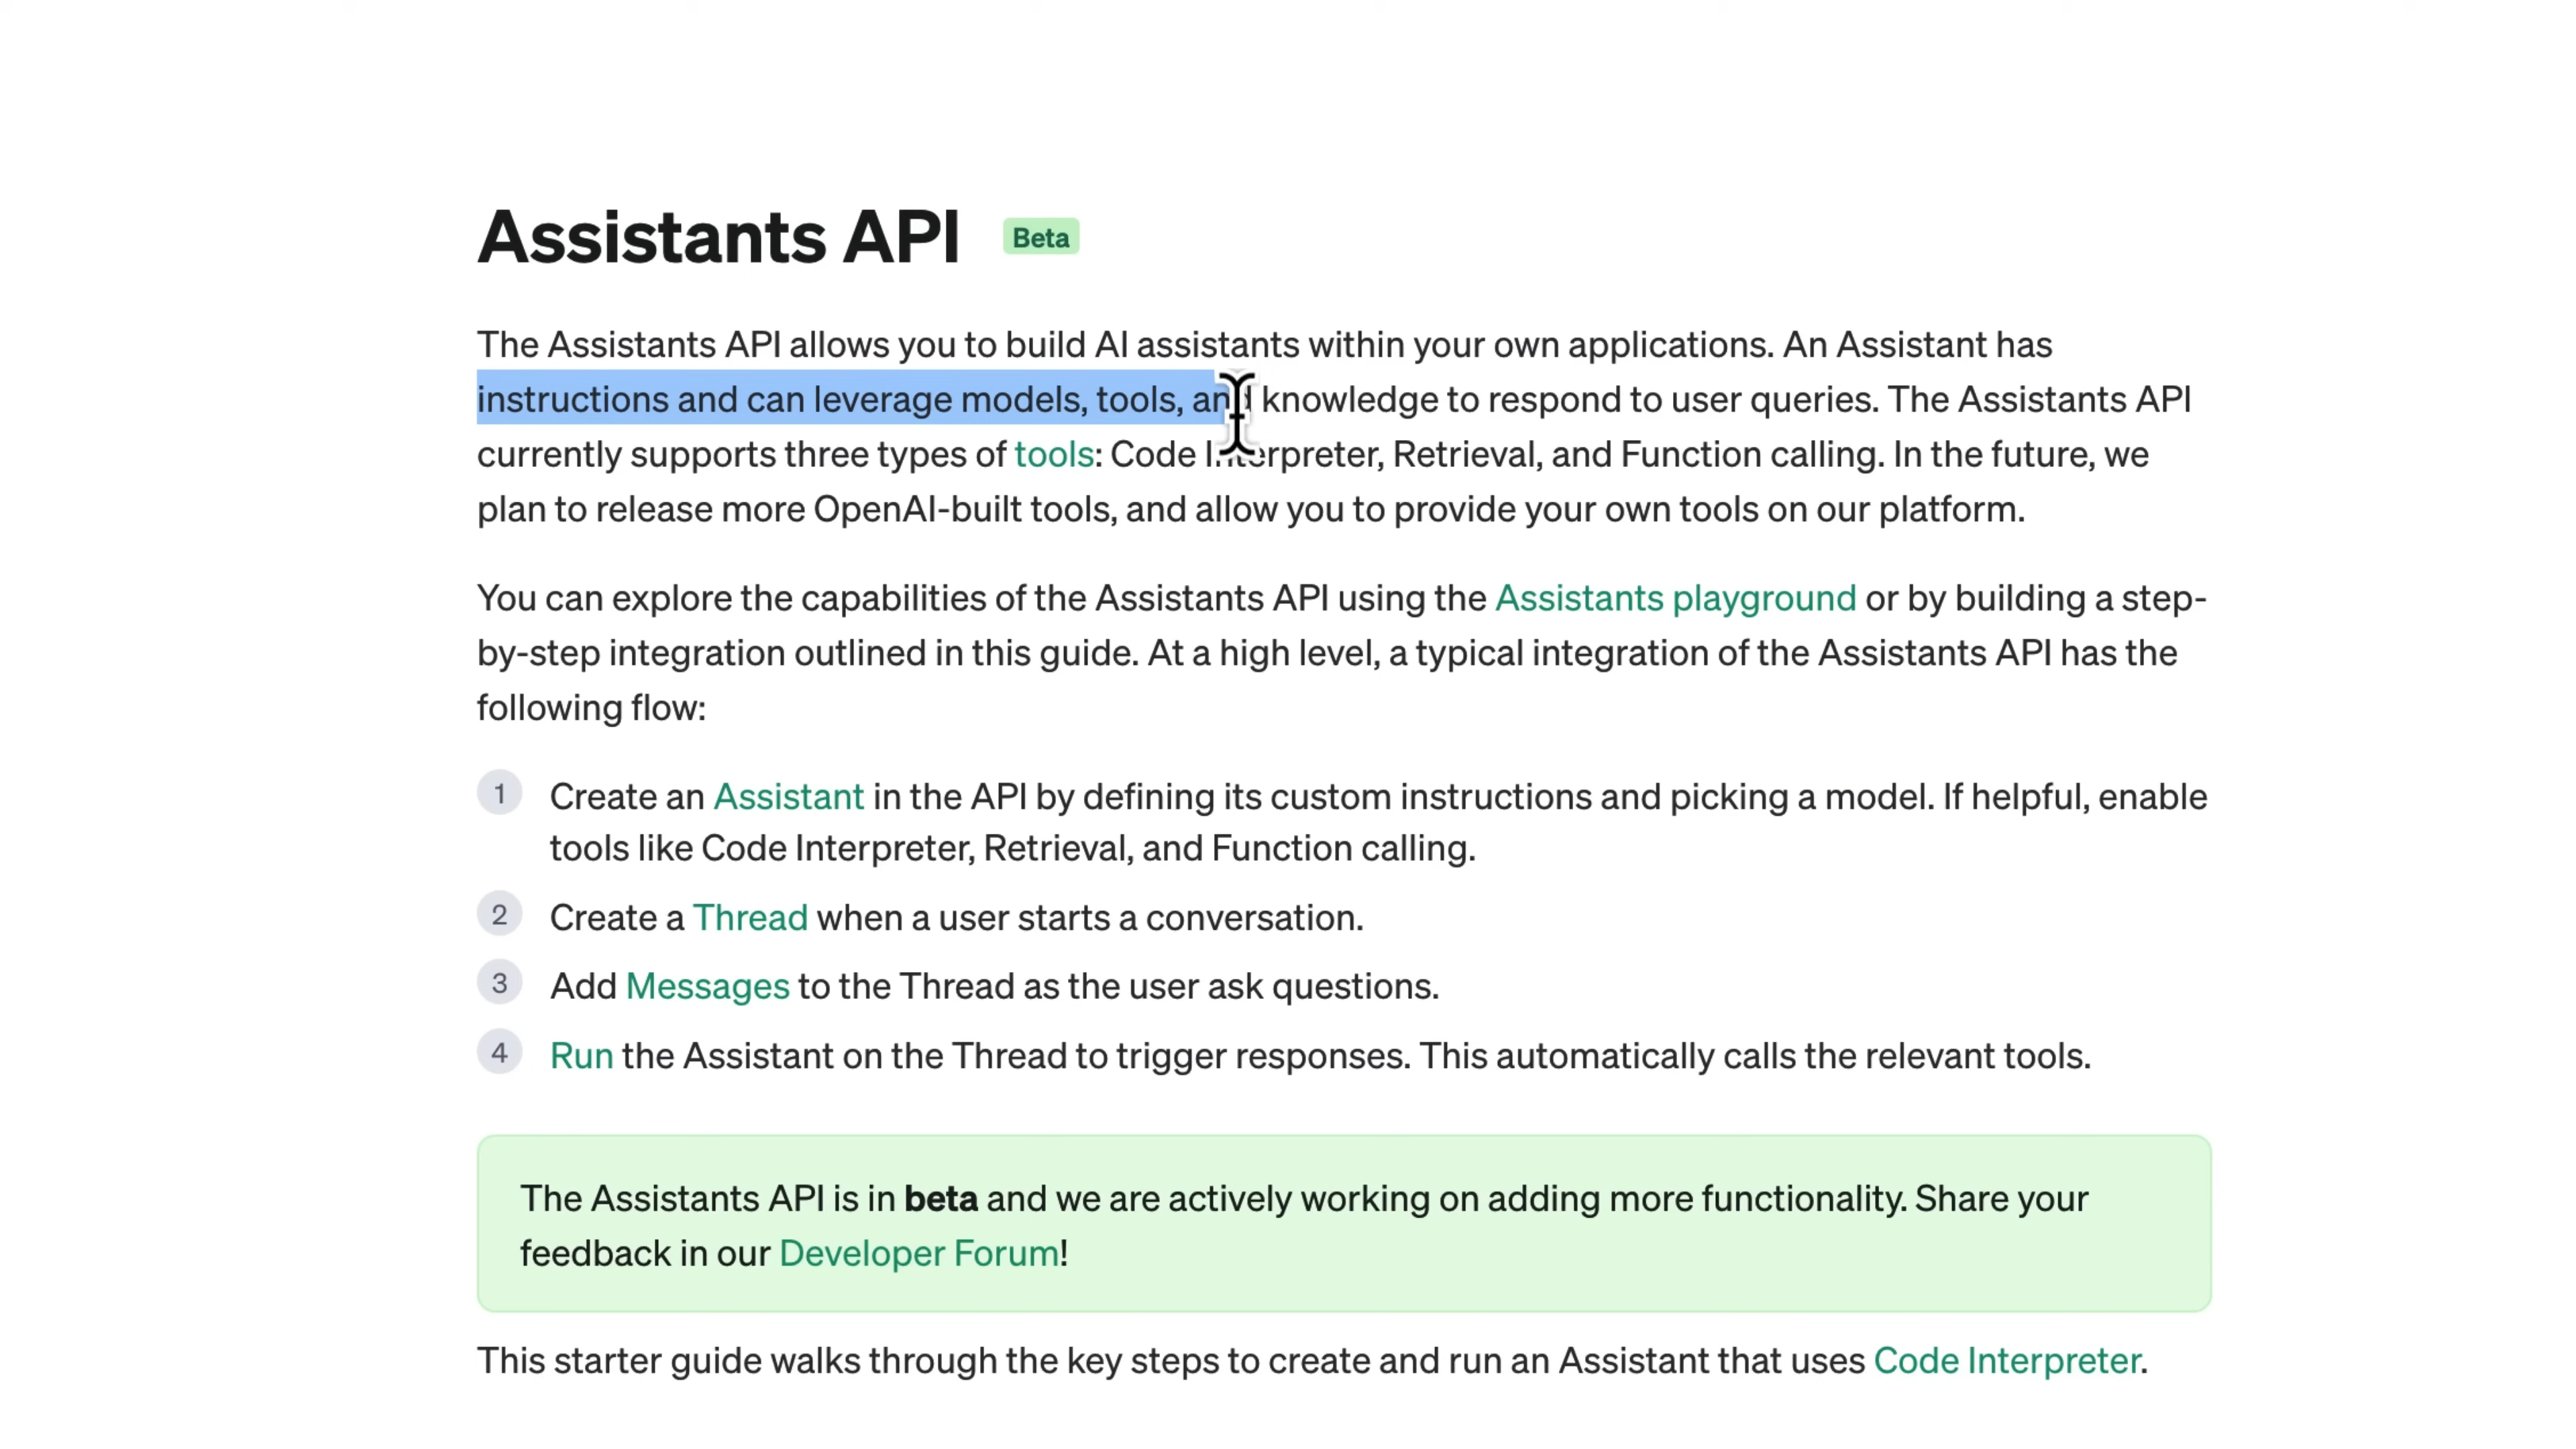 Assistants API Beta
The Assistants API allows you to build AI assistants within your own applications. An Assistant has
instructions and can leverage models, tools, and knowledge to respond to user queries. The Assistants API
currently supports three types of tools: Code Interpreter, Retrieval, and Function calling. In the future, we
plan to release more OpenAI-built tools, and allow you to provide your own tools on our platform.
You can explore the capabilities of the Assistants API using the Assistants playground or by building a step-
by-step integration outlined in this guide. At a high level, a typical integration of the Assistants API has the
following flow:
1 Create an Assistant in the API by defining its custom instructions and picking a model. If helpful, enable
tools like Code Interpreter, Retrieval, and Function calling.
2 Create a Thread when a user starts a conversation.
3 Add Messages to the Thread as the user ask questions.
4 Run the Assistant on the Thread to trigger responses. This automatically calls the relevant tools.
The Assistants API is in beta and we are actively working on adding more functionality. Share your
feedback in our Developer Forum!
This starter guide walks through the key steps to create and run an Assistant that uses Code Interpreter.